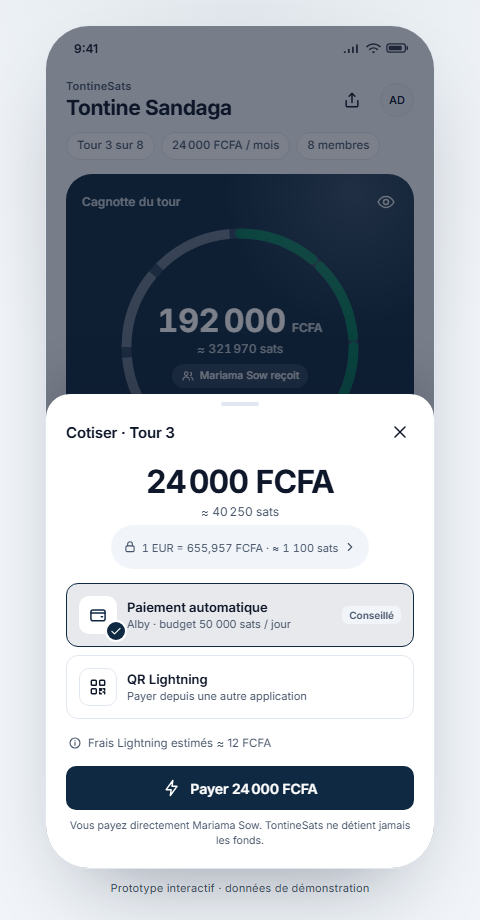 9:41
TontineSats
Tontine Sandaga
AD
Tour 3 sur 8
24 000 FCFA / mois
8 membres
Cagnotte du tour
192 000 FCFA
≈ 321 970 sats
Mariama Sow reçoit
Cotiser · Tour 3
24 000 FCFA
≈ 40 250 sats
1 EUR = 655,957 FCFA · ≈ 1 100 sats
Paiement automatique
Alby · budget 50 000 sats / jour
Conseillé
QR Lightning
Payer depuis une autre application
Frais Lightning estimés ≈ 12 FCFA
Payer 24 000 FCFA
Vous payez directement Mariama Sow. TontineSats ne détient jamais
les fonds.
Prototype interactif · données de démonstration